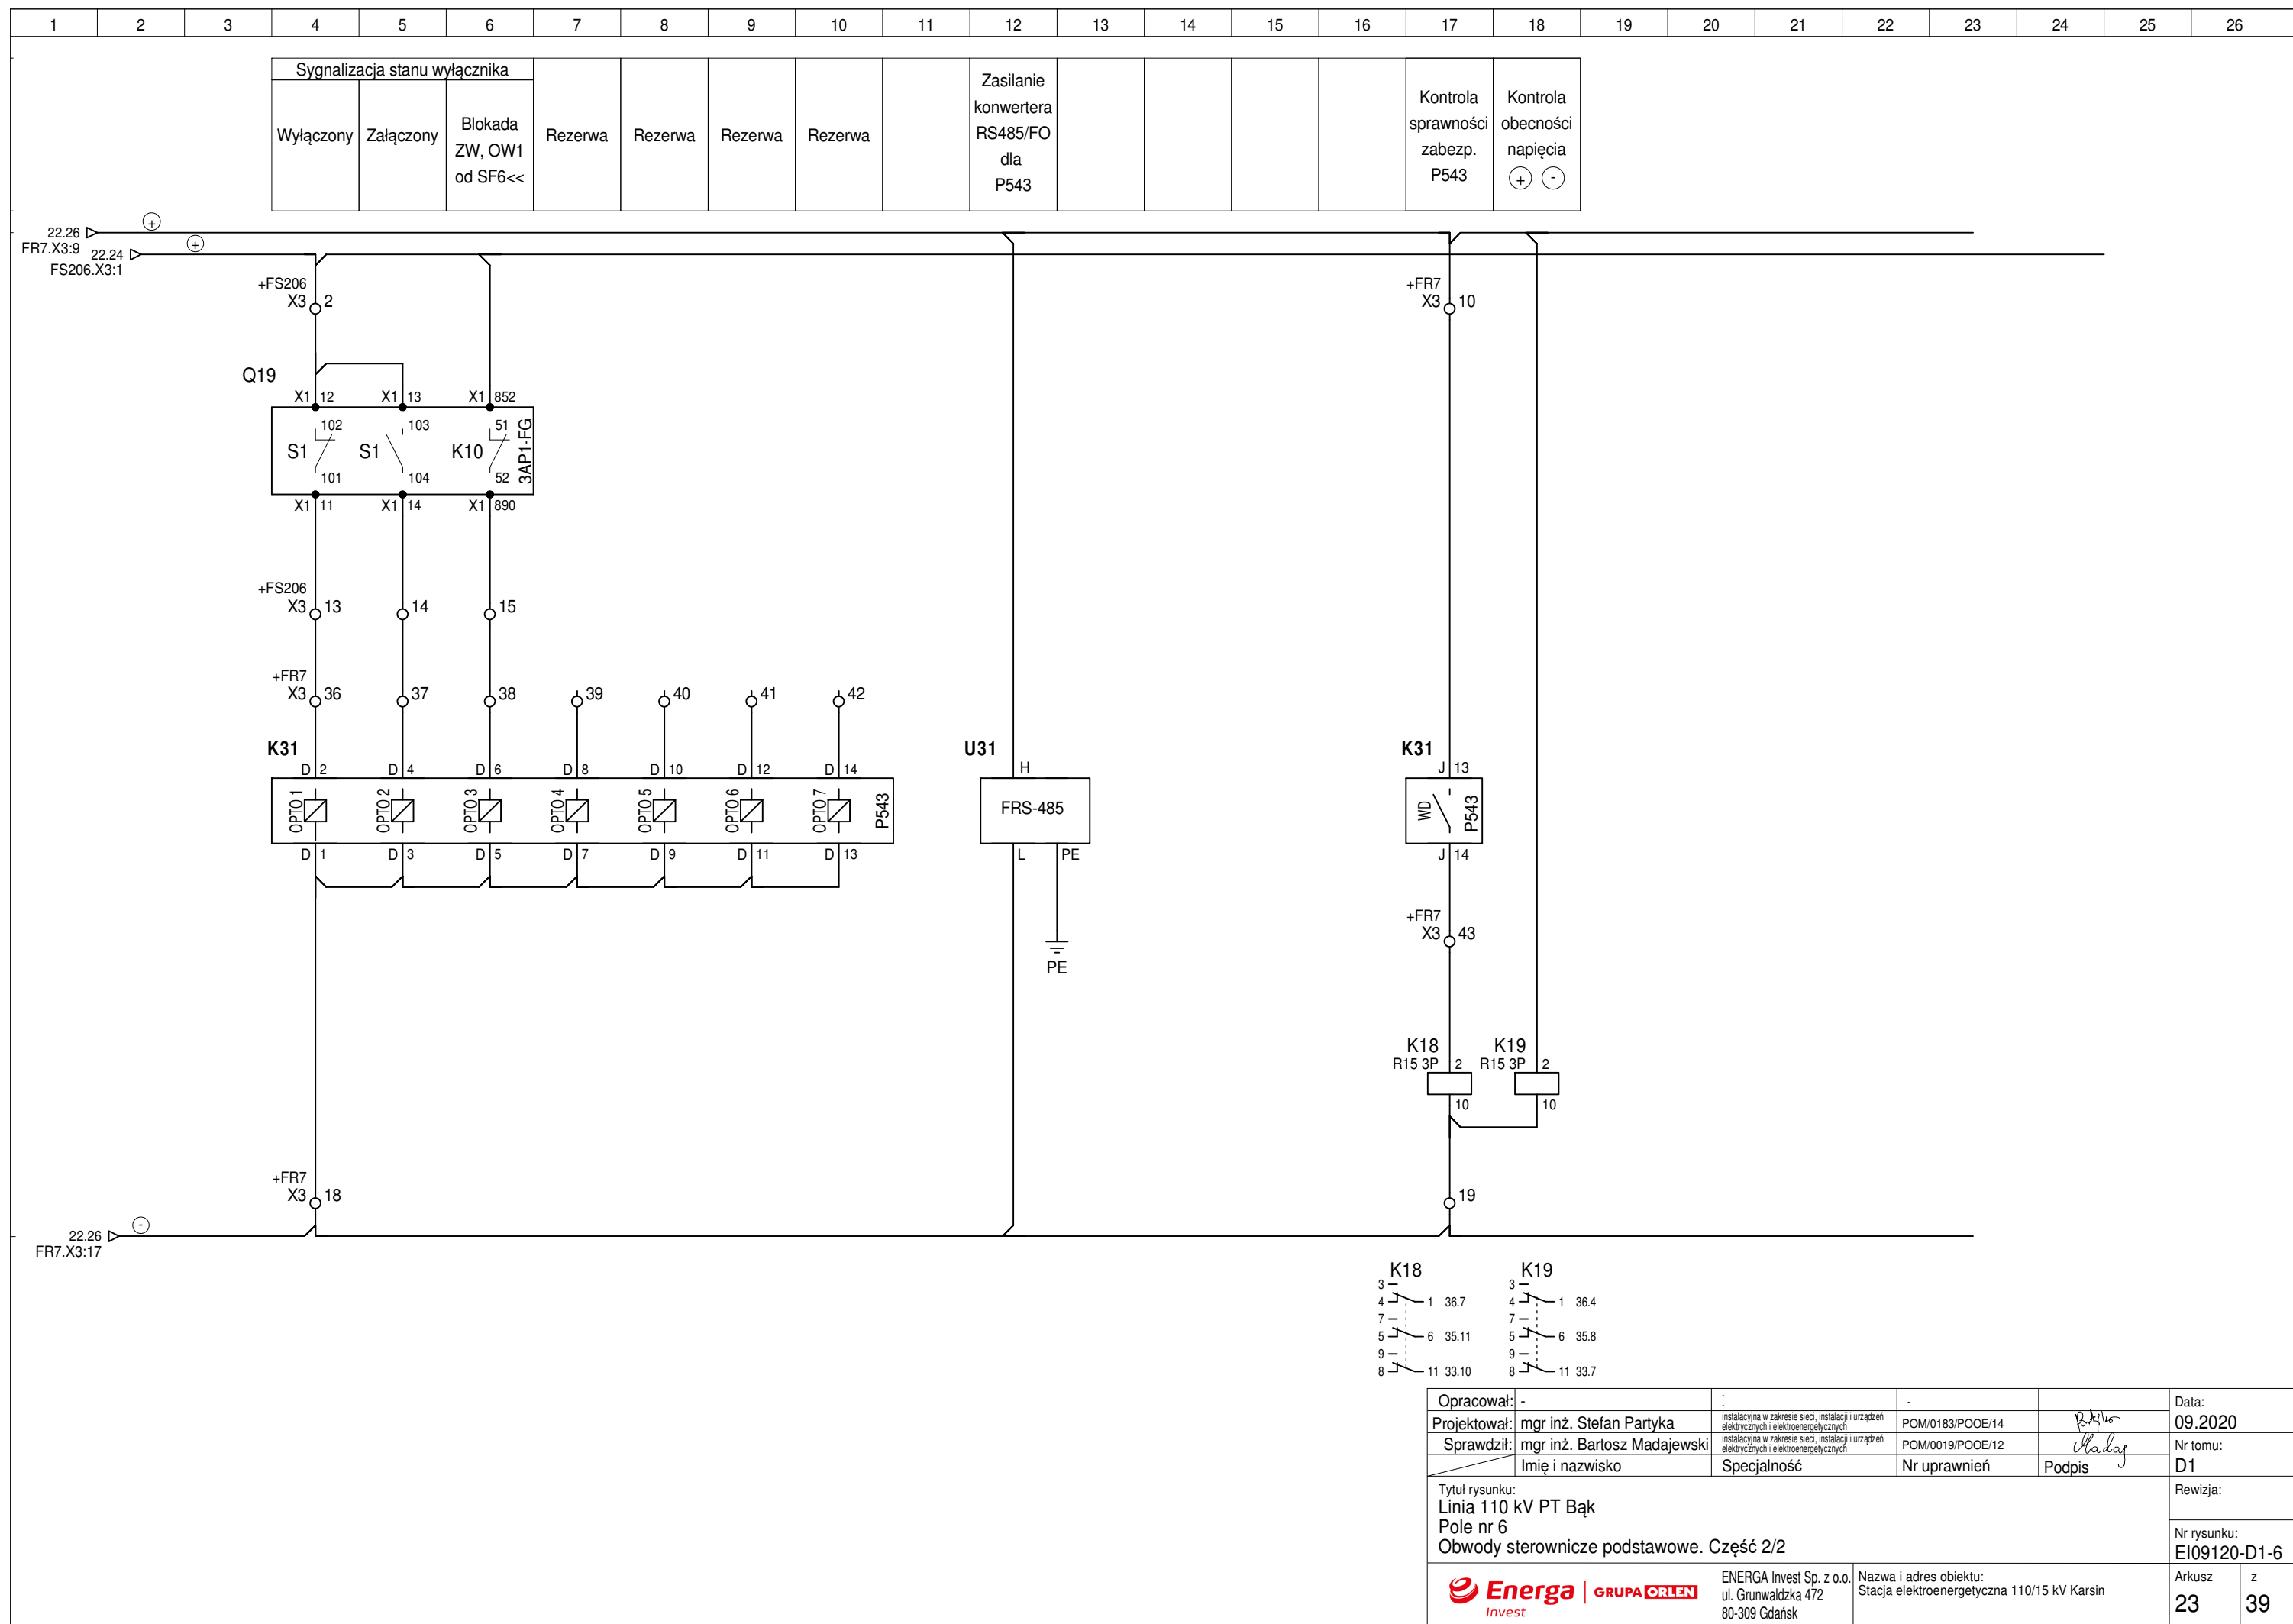 1 2 3 4 5 6 7 8 9 10 11 12 13 14 15 16 17 18 19 20 21 22 23 24 25 26
Sygnalizacja stanu wyłącznika
Wyłączony
Załączony
Blokada
ZW, OW1
od SF6<<
Rezerwa
Rezerwa
Rezerwa
Rezerwa
Zasilanie
konwertera
RS485/FO
dla
P543
Kontrola
sprawności
zabezp.
P543
Kontrola
obecności
napięcia
+ -
22.26
FR7.X3:9
+
22.24
FS206.X3:1
+
+FS206
X3 2
+FR7
X3 10
Q19
X1 12 X1 13 X1 852
102 103 51
S1 S1 K10
101 104 52
3AP1-FG
X1 11 X1 14 X1 890
+FS206
X3 13 14 15
+FR7
X3 36 37 38 39 40 41 42
K31
D 2 D 4 D 6 D 8 D 10 D 12 D 14
OPTO 1 OPTO 2 OPTO 3 OPTO 4 OPTO 5 OPTO 6 OPTO 7 P543
D 1 D 3 D 5 D 7 D 9 D 11 D 13
U31
H
FRS-485
L PE
PE
K31
J 13
WD P543
J 14
+FR7
X3 43
K18 K19
R15 3P 2 R15 3P 2
10 10
+FR7
X3 18
19
22.26
FR7.X3:17
-
K18
3
4 1 36.7
7
5 6 35.11
9
8 11 33.10
K19
3
4 1 36.4
7
5 6 35.8
9
8 11 33.7
Opracował: - - - -
Projektował: mgr inż. Stefan Partyka
instalacyjna w zakresie sieci, instalacji i urządzeń
elektrycznych i elektroenergetycznych
POM/0183/POOE/14
Sprawdził: mgr inż. Bartosz Madajewski
instalacyjna w zakresie sieci, instalacji i urządzeń
elektrycznych i elektroenergetycznych
POM/0019/POOE/12
Imię i nazwisko Specjalność Nr uprawnień Podpis
Data:
09.2020
Nr tomu:
D1
Tytuł rysunku:
Linia 110 kV PT Bąk
Pole nr 6
Obwody sterownicze podstawowe. Część 2/2
Rewizja:
Nr rysunku:
EI09120-D1-6
Energa
Invest
GRUPA ORLEN
ENERGA Invest Sp. z o.o.
ul. Grunwaldzka 472
80-309 Gdańsk
Nazwa i adres obiektu:
Stacja elektroenergetyczna 110/15 kV Karsin
Arkusz z
23 39